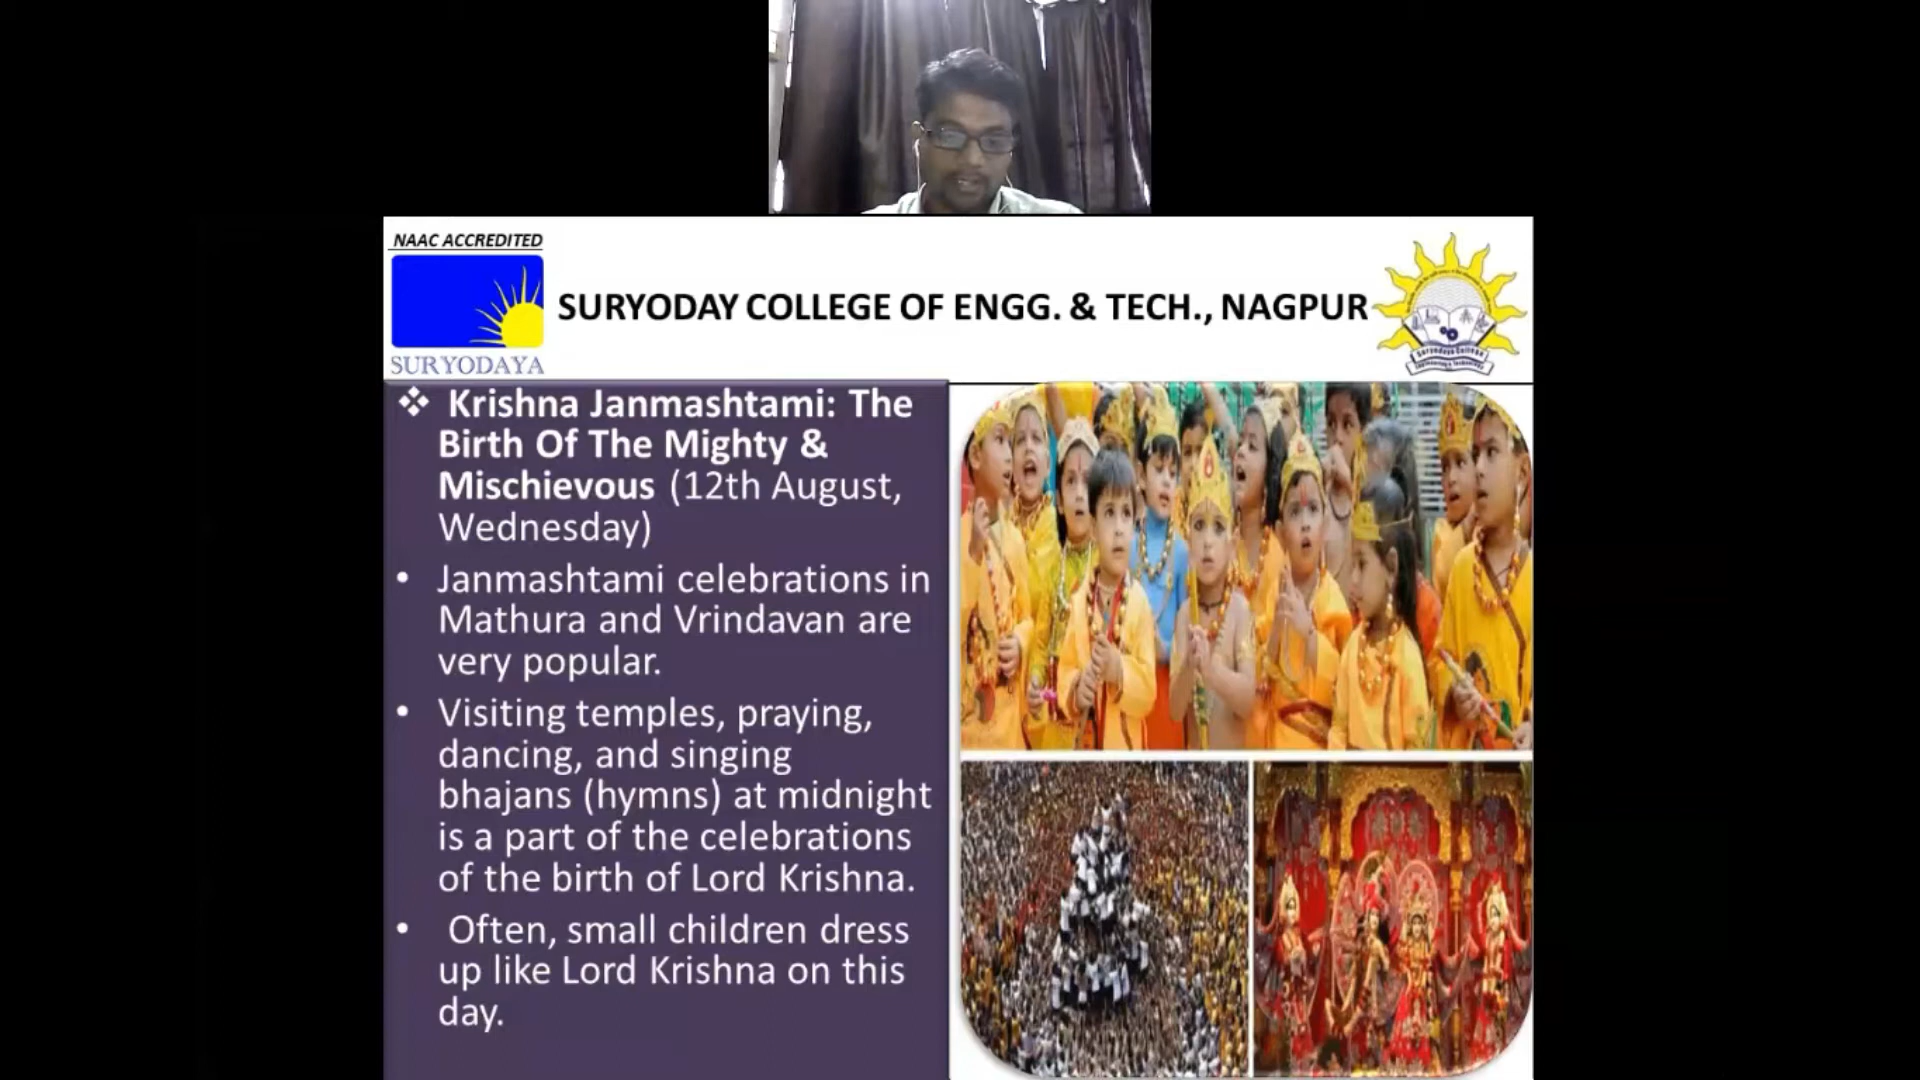 NAAC ACCREDITED
SURYODAYA
SURYODAY COLLEGE OF ENGG. & TECH., NAGPUR
Suryodaya College
❖ Krishna Janmashtami: The
Birth Of The Mighty &
Mischievous (12th August,
Wednesday)
• Janmashtami celebrations in
Mathura and Vrindavan are
very popular.
• Visiting temples, praying,
dancing, and singing
bhajans (hymns) at midnight
is a part of the celebrations
of the birth of Lord Krishna.
• Often, small children dress
up like Lord Krishna on this
day.